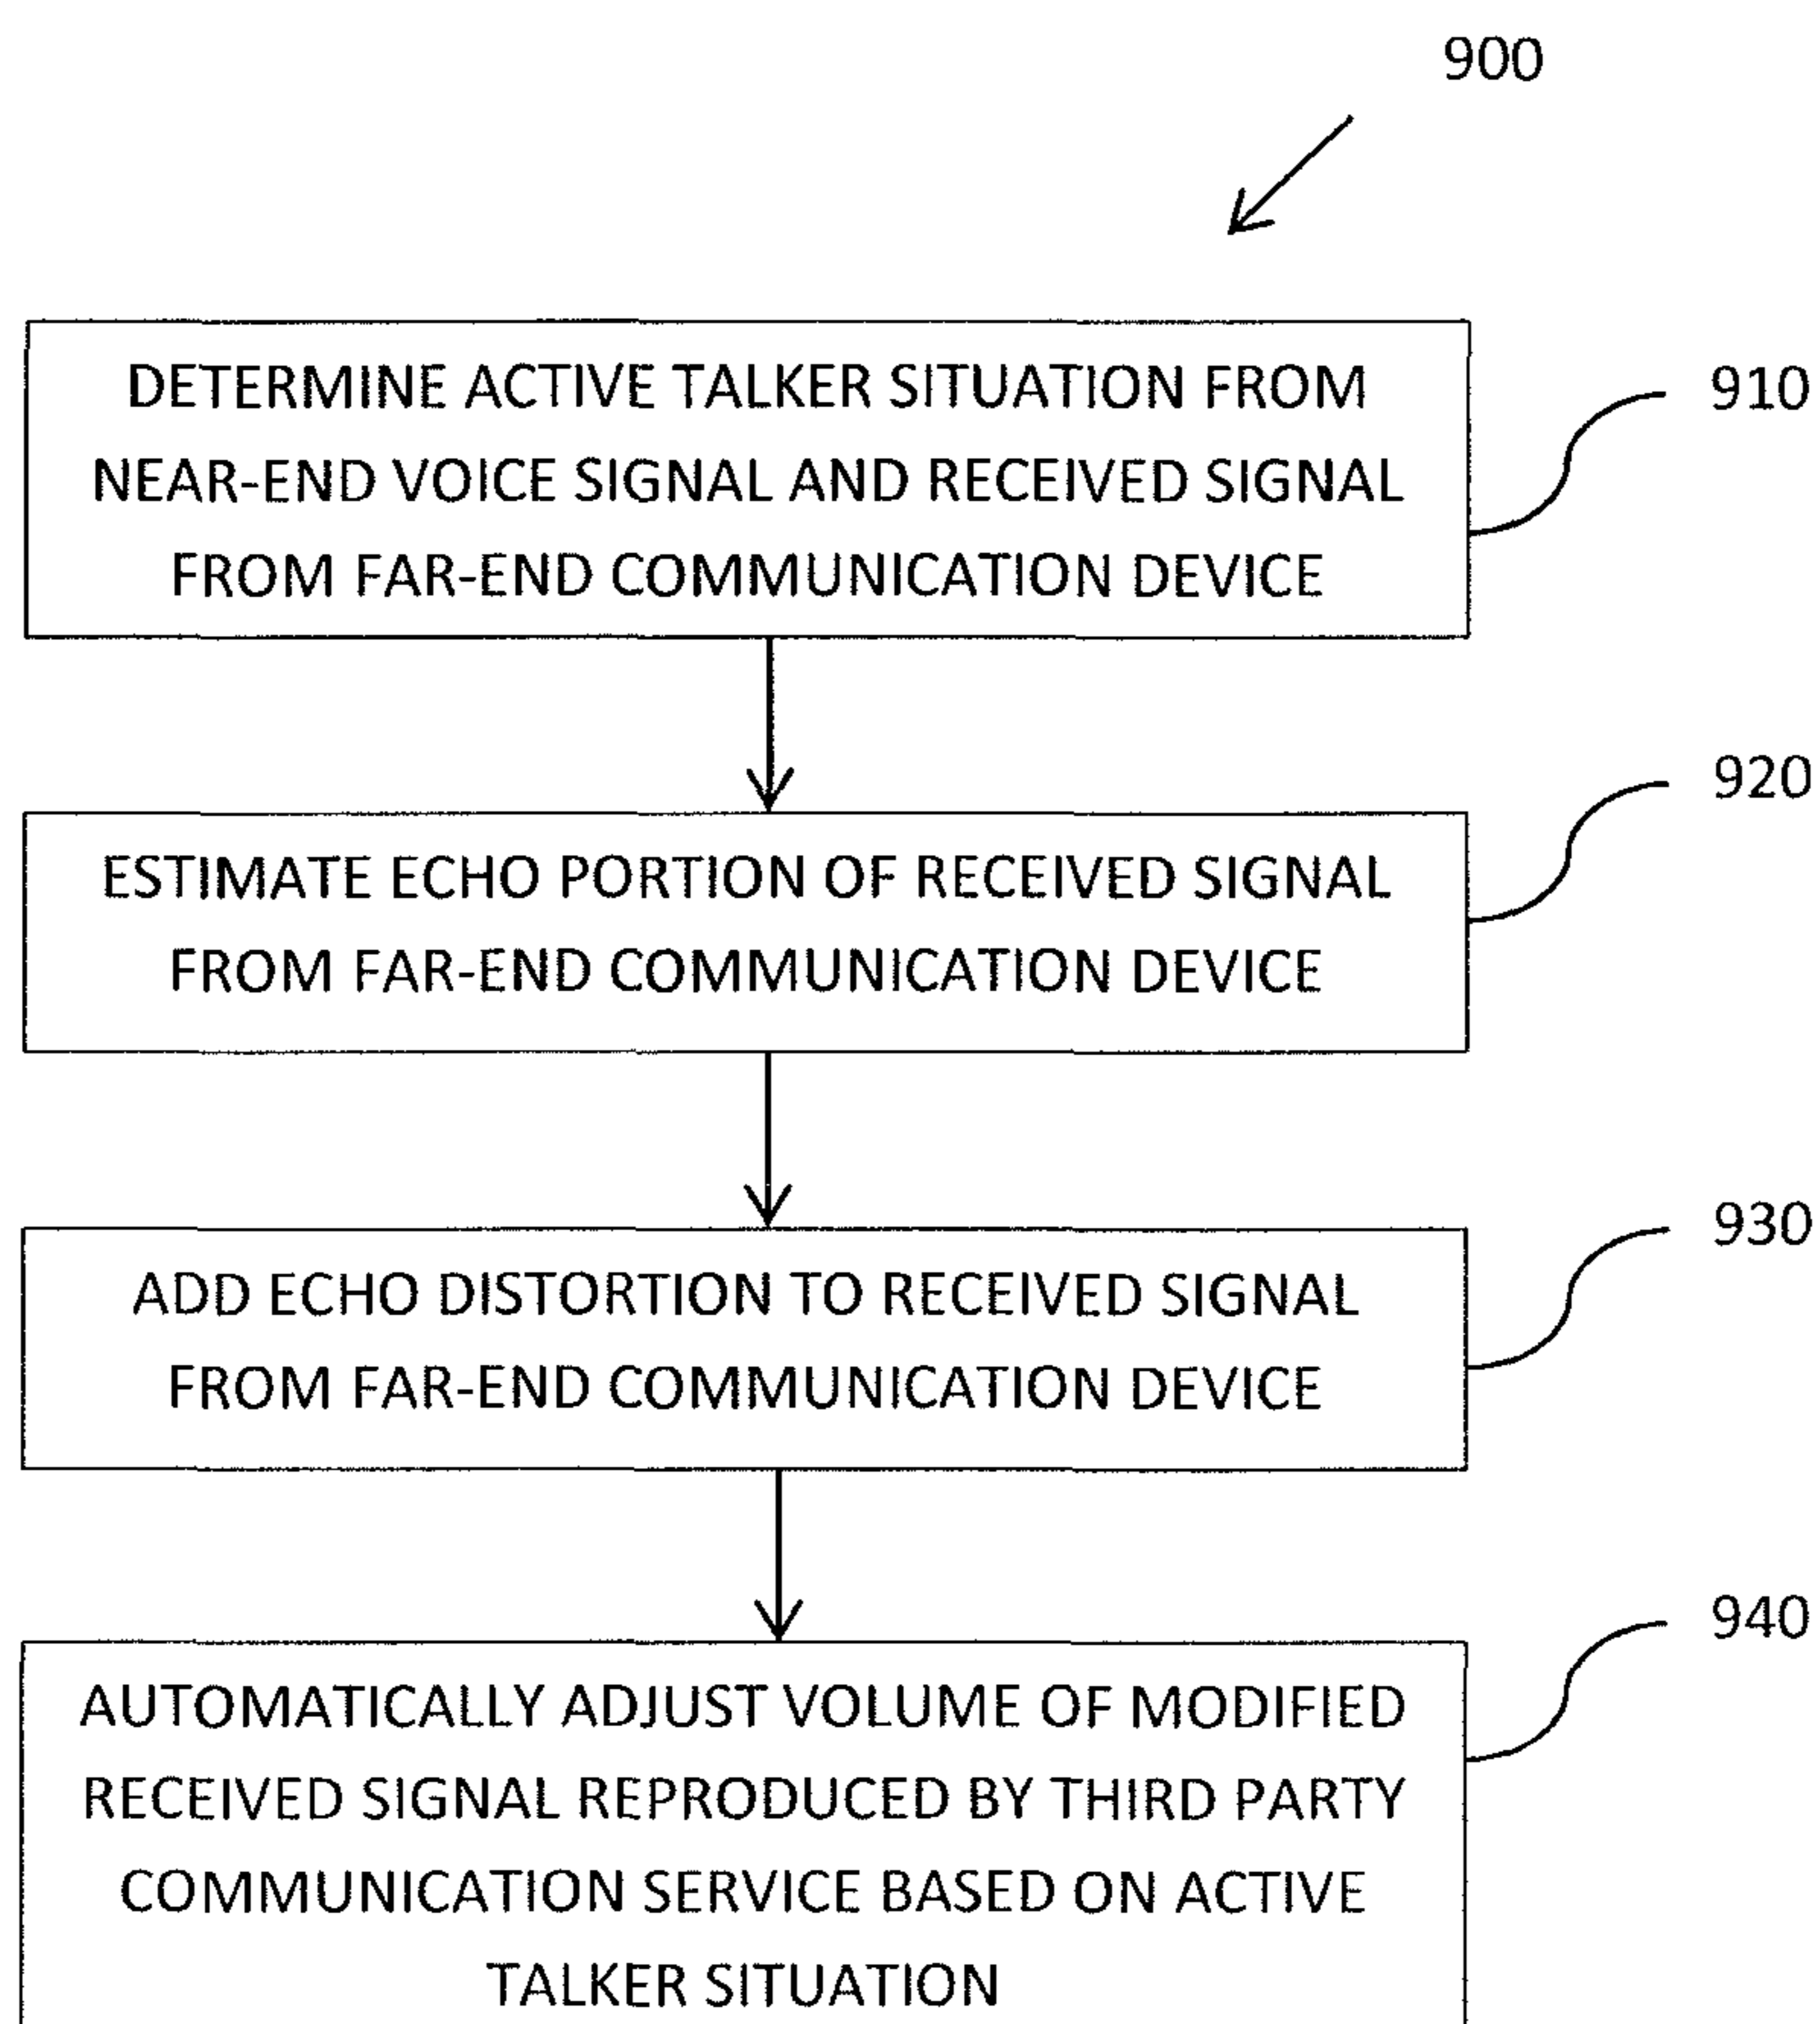 900
DETERMINE ACTIVE TALKER SITUATION FROM
NEAR-END VOICE SIGNAL AND RECEIVED SIGNAL
FROM FAR-END COMMUNICATION DEVICE
910
ESTIMATE ECHO PORTION OF RECEIVED SIGNAL
FROM FAR-END COMMUNICATION DEVICE
920
ADD ECHO DISTORTION TO RECEIVED SIGNAL
FROM FAR-END COMMUNICATION DEVICE
930
AUTOMATICALLY ADJUST VOLUME OF MODIFIED
RECEIVED SIGNAL REPRODUCED BY THIRD PARTY
COMMUNICATION SERVICE BASED ON ACTIVE
TALKER SITUATION
940